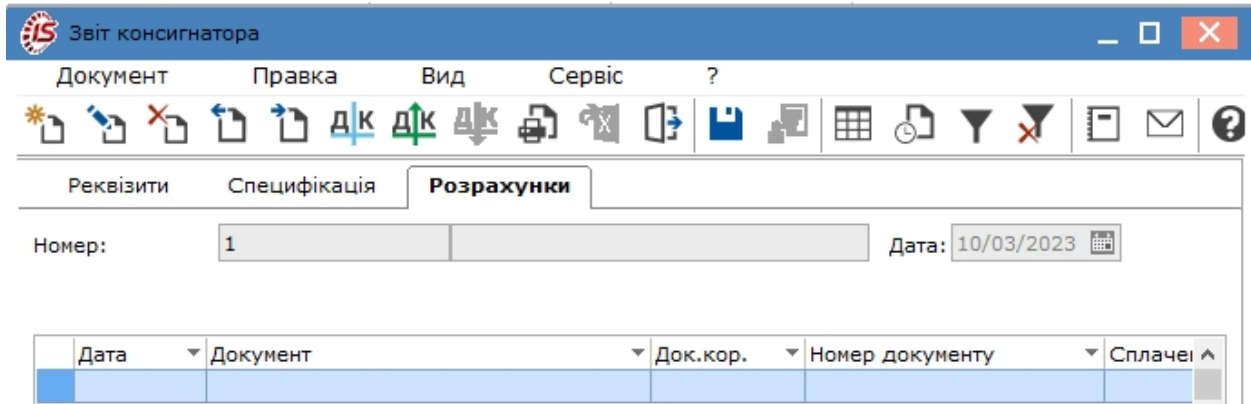 Звіт консигнатора
Документ Правка Вид Сервіс ?
Реквізити Специфікація Розрахунки
Номер: 1 Дата: 10/03/2023
Дата Документ Док.кор. Номер документу